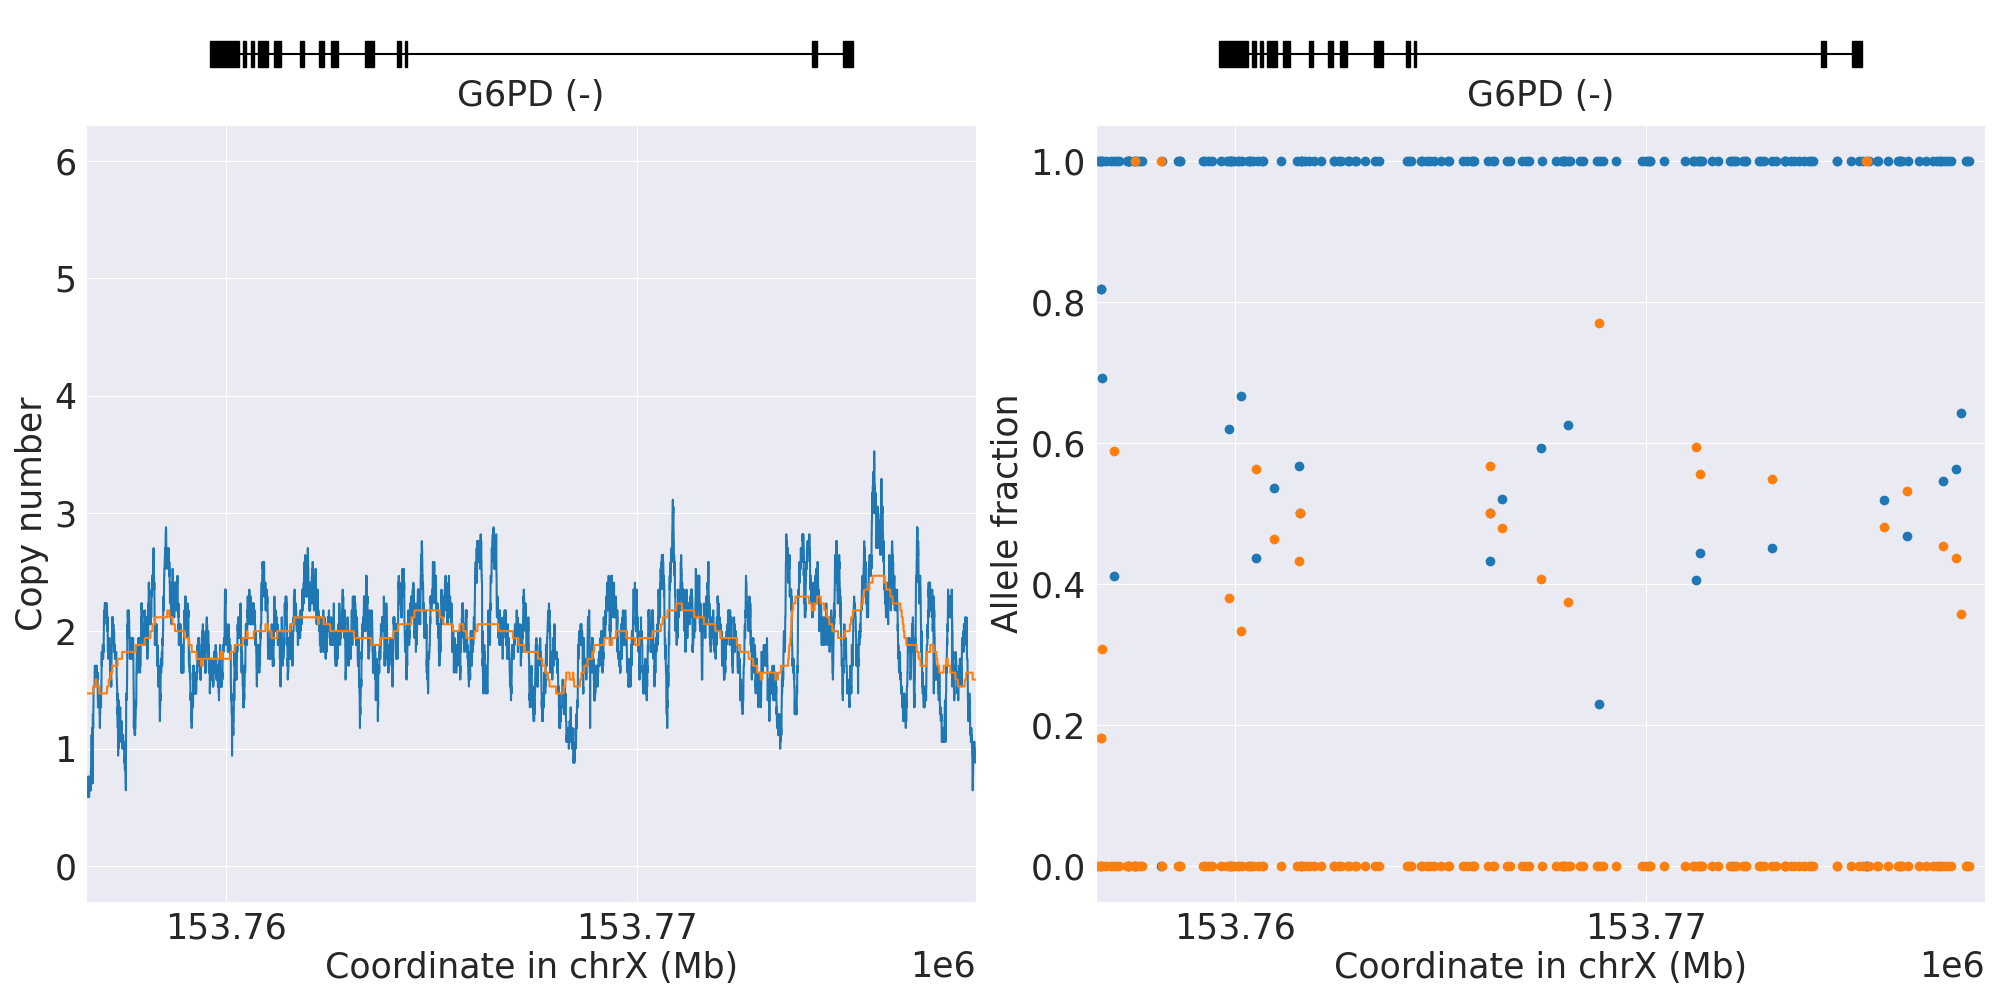 G6PD (-)
6
5
4
3
2
1
0
Copy number
153.76
153.77
Coordinate in chrX (Mb)
1e6
G6PD (-)
1.0
0.8
0.6
0.4
0.2
0.0
Allele fraction
153.76
153.77
Coordinate in chrX (Mb)
1e6